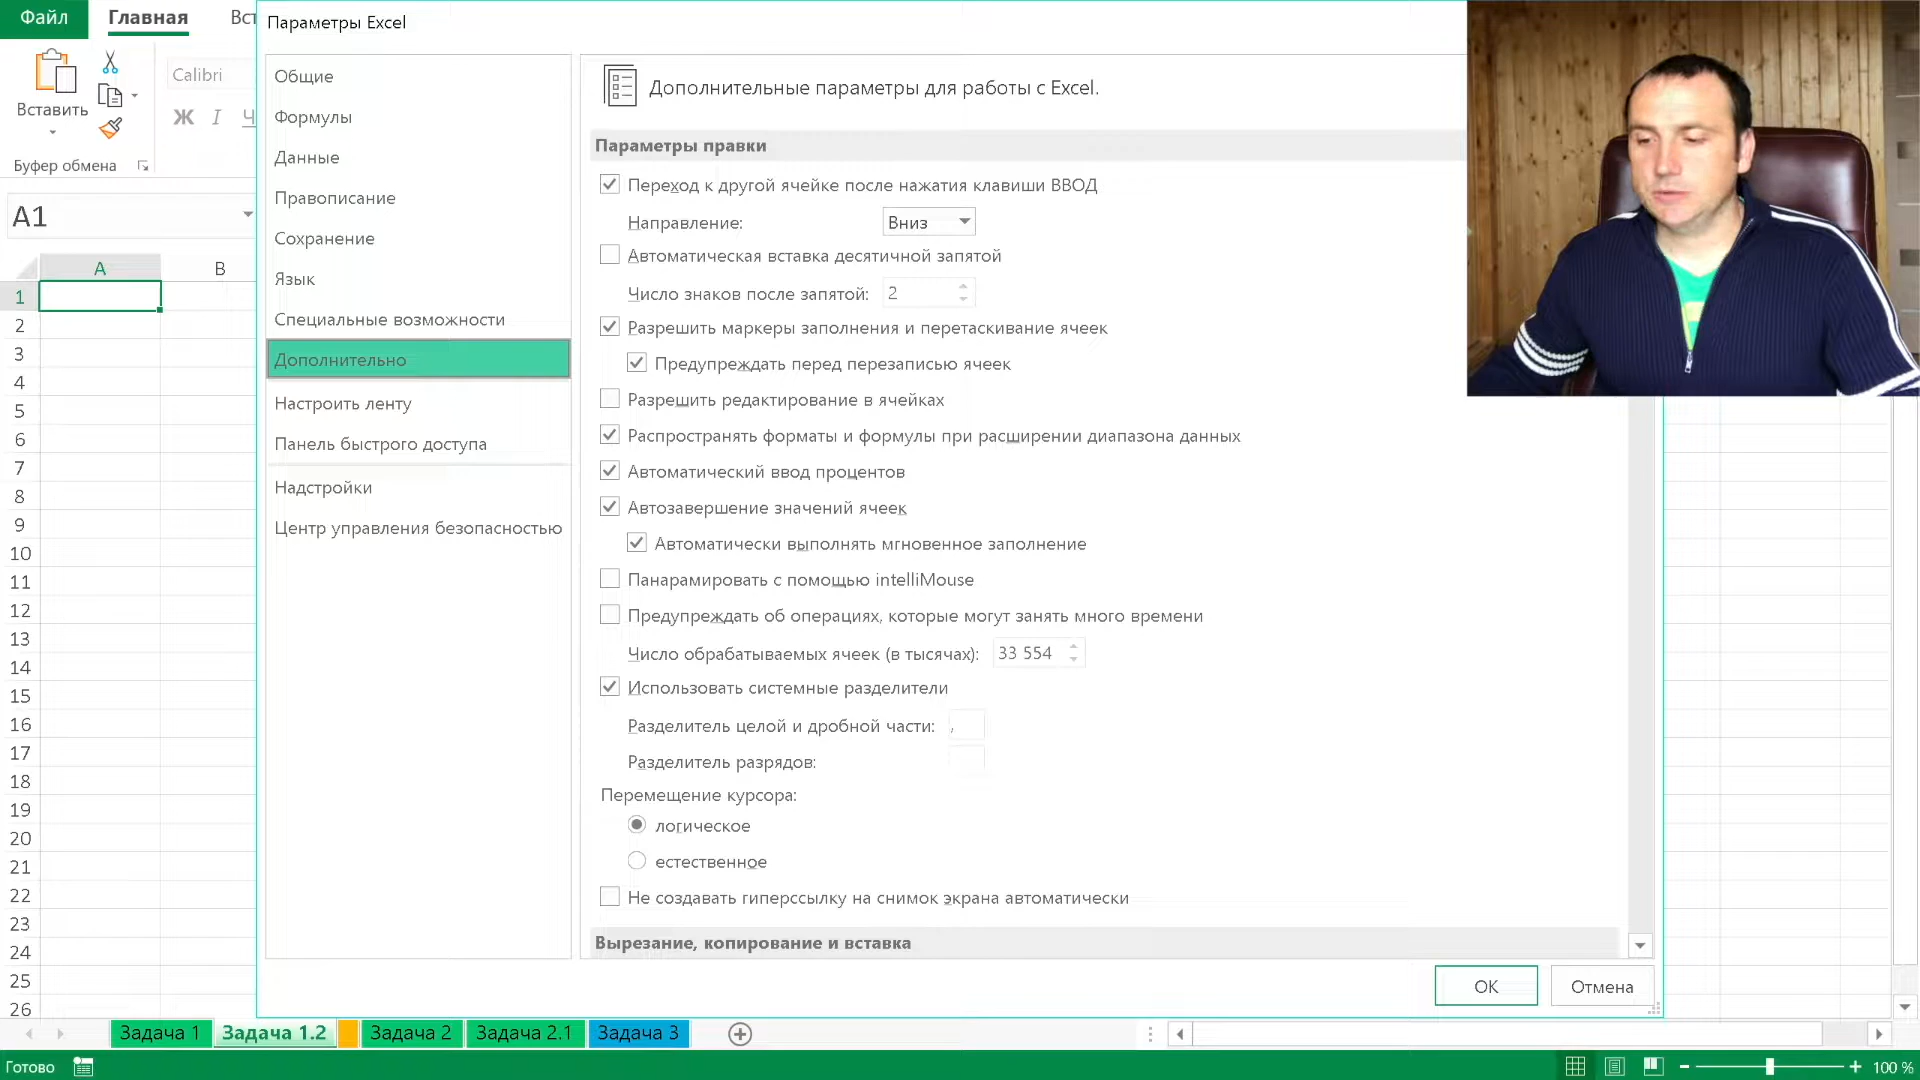 Файл
Главная
Вст
Параметры Excel
Вставить
Calibri
Ж
I
Ч
Буфер обмена
A1
A
B
1
2
3
4
5
6
7
8
9
10
11
12
13
14
15
16
17
18
19
20
21
22
23
24
25
26
Общие
Формулы
Данные
Правописание
Сохранение
Язык
Специальные возможности
Дополнительно
Настроить ленту
Панель быстрого доступа
Надстройки
Центр управления безопасностью
Дополнительные параметры для работы с Excel.
Параметры правки
Переход к другой ячейке после нажатия клавиши ВВОД
Направление: Вниз
Автоматическая вставка десятичной запятой
Число знаков после запятой: 2
Разрешить маркеры заполнения и перетаскивание ячеек
Предупреждать перед перезаписью ячеек
Разрешить редактирование в ячейках
Распространять форматы и формулы при расширении диапазона данных
Автоматический ввод процентов
Автозавершение значений ячеек
Автоматически выполнять мгновенное заполнение
Панарамировать с помощью intelliMouse
Предупреждать об операциях, которые могут занять много времени
Число обрабатываемых ячеек (в тысячах): 33 554
Использовать системные разделители
Разделитель целой и дробной части: ,
Разделитель разрядов:
Перемещение курсора:
логическое
естественное
Не создавать гиперссылку на снимок экрана автоматически
Вырезание, копирование и вставка
ОК
Отмена
Задача 1
Задача 1.2
Задача 2
Задача 2.1
Задача 3
Готово
100 %